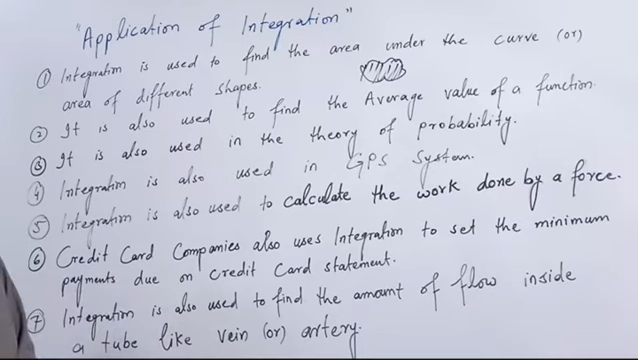 "Application of Integration"
① Integration is used to find the area under the curve (or)
area of different shapes.
② It is also used to find the Average value of a function.
③ It is also used in the theory of probability.
④ Integration is also used in GPS System.
⑤ Integration is also used to calculate the work done by a force.
⑥ Credit Card Companies also uses Integration to set the minimum
payments due on Credit Card statement.
⑦ Integration is also used to find the amount of flow inside
a tube like vein (or) artery.